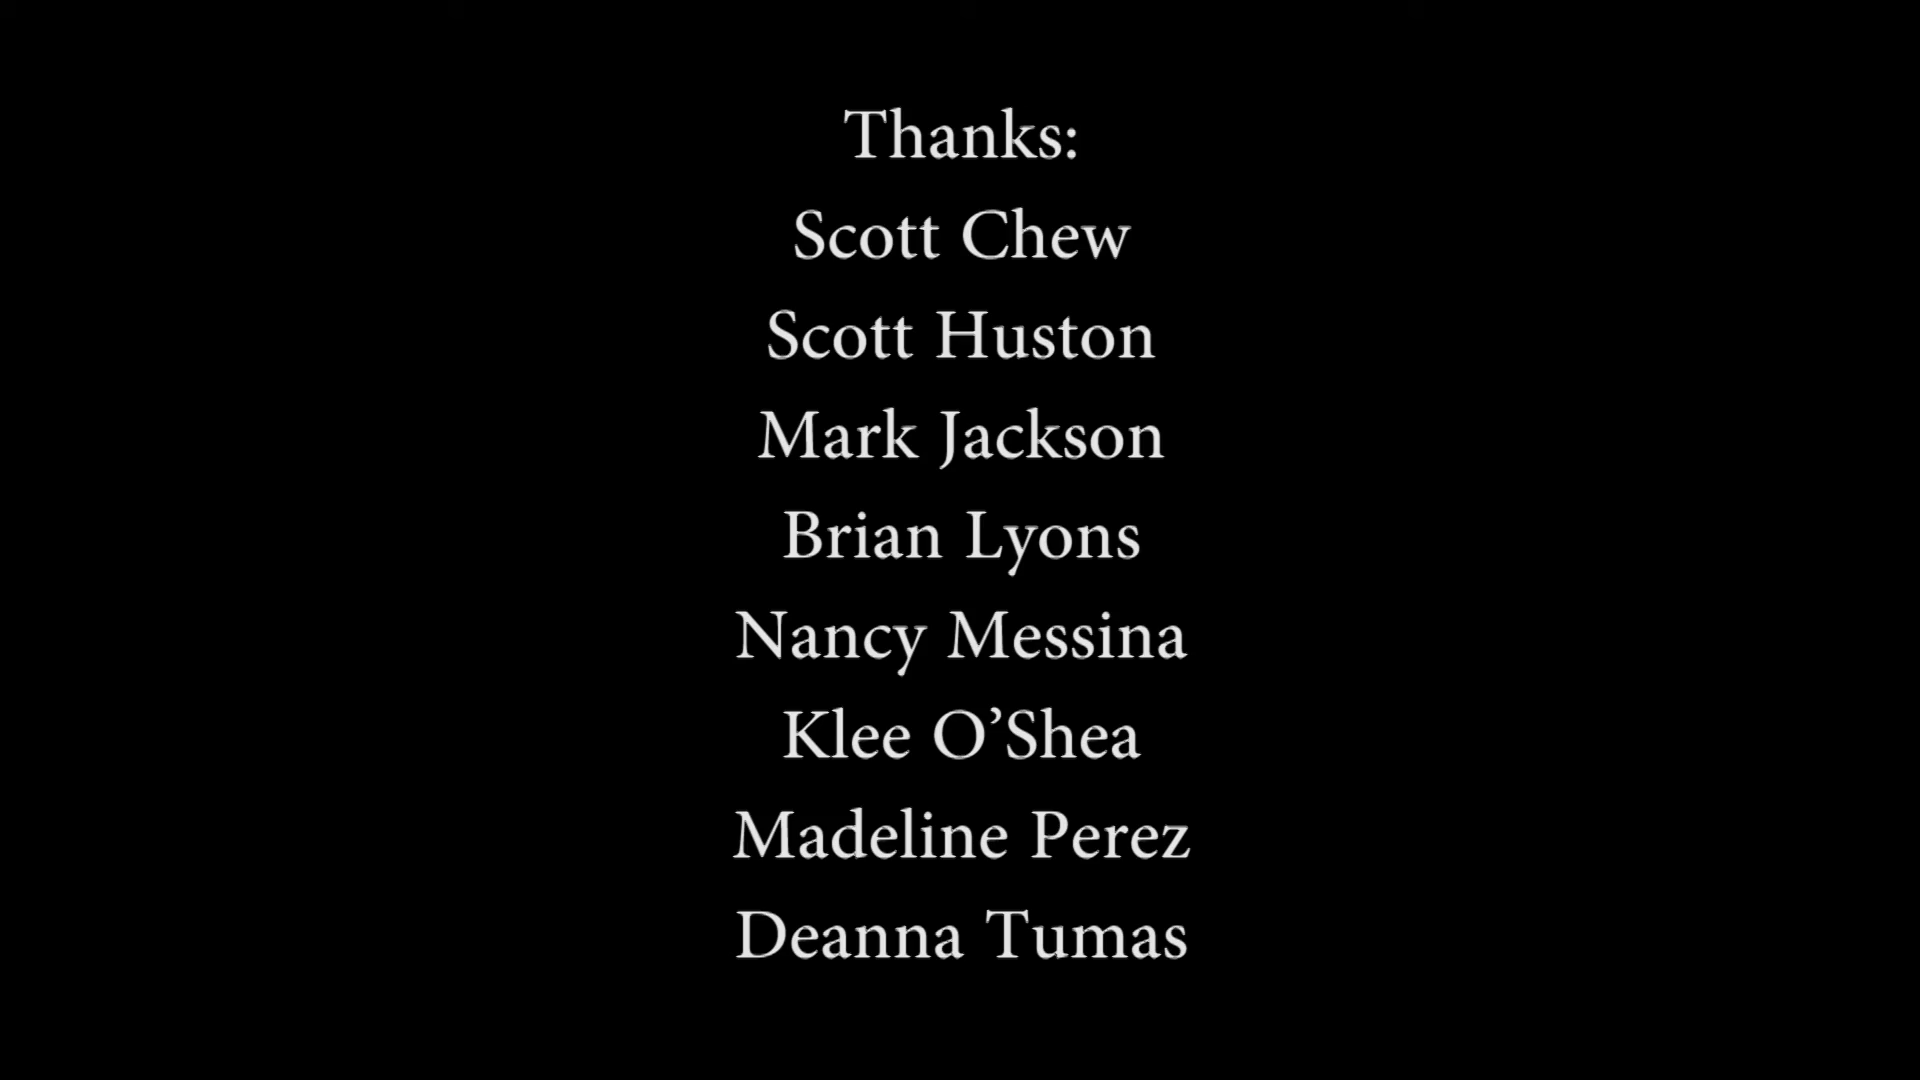 Thanks:
Scott Chew
Scott Huston
Mark Jackson
Brian Lyons
Nancy Messina
Klee O’Shea
Madeline Perez
Deanna Tumas